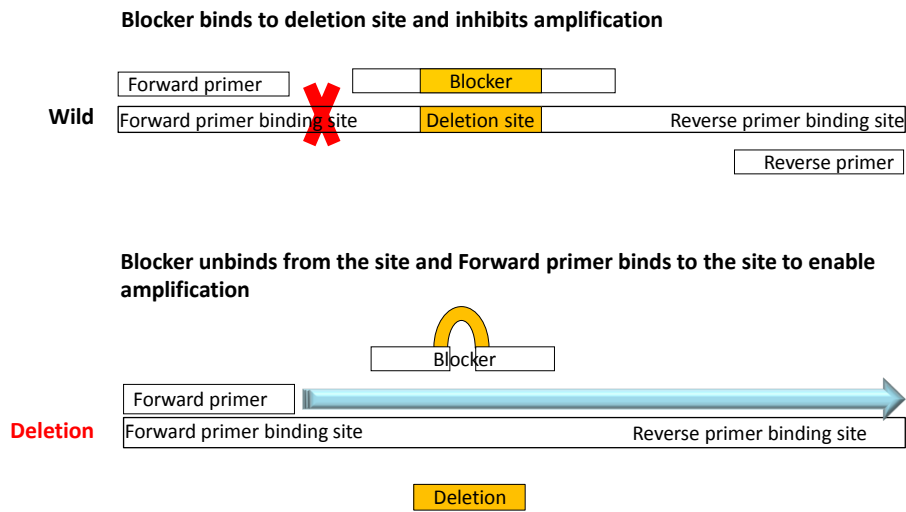 Blocker binds to deletion site and inhibits amplification
Forward primer
Blocker
Wild
Forward primer binding site
Deletion site
Reverse primer binding site
Reverse primer
Blocker unbinds from the site and Forward primer binds to the site to enable
amplification
Blocker
Forward primer
Deletion
Forward primer binding site
Reverse primer binding site
Deletion